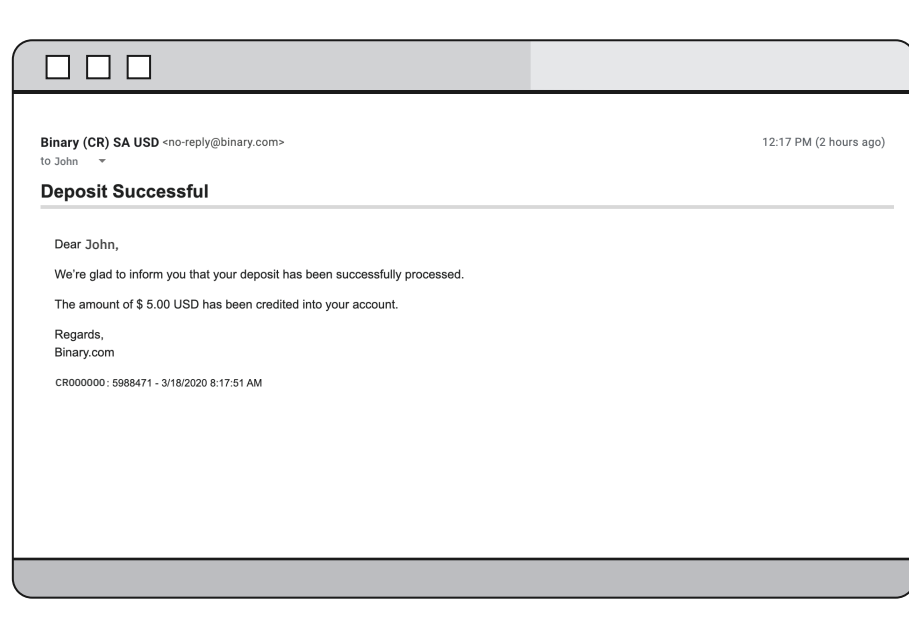 Binary (CR) SA USD <no-reply@binary.com> 12:17 PM (2 hours ago)
to John
Deposit Successful
Dear John,
We're glad to inform you that your deposit has been successfully processed.
The amount of $ 5.00 USD has been credited into your account.
Regards,
Binary.com
CR000000: 5988471 - 3/18/2020 8:17:51 AM